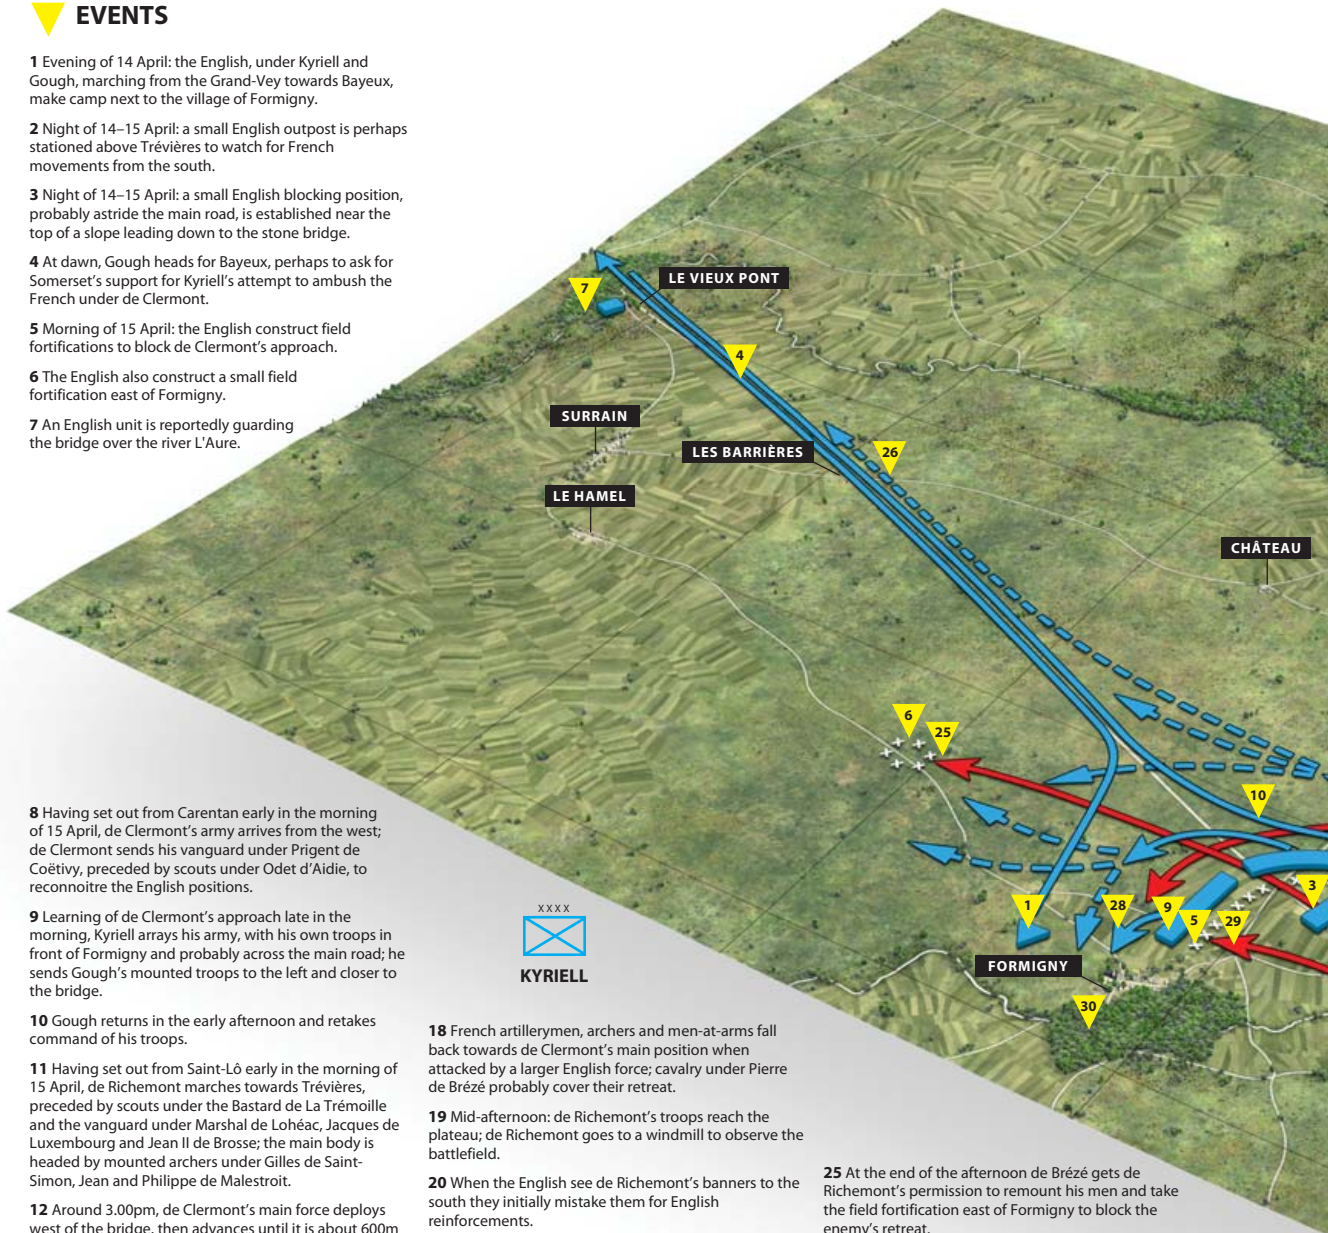 EVENTS
1 Evening of 14 April: the English, under Kyriell and
Gough, marching from the Grand-Vey towards Bayeux,
make camp next to the village of Formigny.
2 Night of 14–15 April: a small English outpost is perhaps
stationed above Trévières to watch for French
movements from the south.
3 Night of 14–15 April: a small English blocking position,
probably astride the main road, is established near the
top of a slope leading down to the stone bridge.
4 At dawn, Gough heads for Bayeux, perhaps to ask for
Somerset's support for Kyriell's attempt to ambush the
French under de Clermont.
5 Morning of 15 April: the English construct field
fortifications to block de Clermont's approach.
6 The English also construct a small field
fortification east of Formigny.
7 An English unit is reportedly guarding
the bridge over the river L'Aure.
8 Having set out from Carentan early in the morning
of 15 April, de Clermont's army arrives from the west;
de Clermont sends his vanguard under Prigent de
Coëtivy, preceded by scouts under Odet d'Aidie, to
reconnoitre the English positions.
9 Learning of de Clermont's approach late in the
morning, Kyriell arrays his army, with his own troops in
front of Formigny and probably across the main road; he
sends Gough's mounted troops to the left and closer to
the bridge.
10 Gough returns in the early afternoon and retakes
command of his troops.
11 Having set out from Saint-Lô early in the morning of
15 April, de Richemont marches towards Trévières,
preceded by scouts under the Bastard de La Trémoille
and the vanguard under Marshal de Lohéac, Jacques de
Luxembourg and Jean II de Brosse; the main body is
headed by mounted archers under Gilles de Saint-
Simon, Jean and Philippe de Malestroit.
12 Around 3.00pm, de Clermont's main force deploys
west of the bridge, then advances until it is about 600m
XXXX
KYRIELL
18 French artillerymen, archers and men-at-arms fall
back towards de Clermont's main position when
attacked by a larger English force; cavalry under Pierre
de Brézé probably cover their retreat.
19 Mid-afternoon: de Richemont's troops reach the
plateau; de Richemont goes to a windmill to observe the
battlefield.
20 When the English see de Richemont's banners to the
south they initially mistake them for English
reinforcements.
25 At the end of the afternoon de Brézé gets de
Richemont's permission to remount his men and take
the field fortification east of Formigny to block the
enemy's retreat.
7
LE VIEUX PONT
4
SURRAIN
LES BARRIÈRES
26
LE HAMEL
CHÂTEAU
6
25
10
3
1
28
9
5
29
FORMIGNY
30